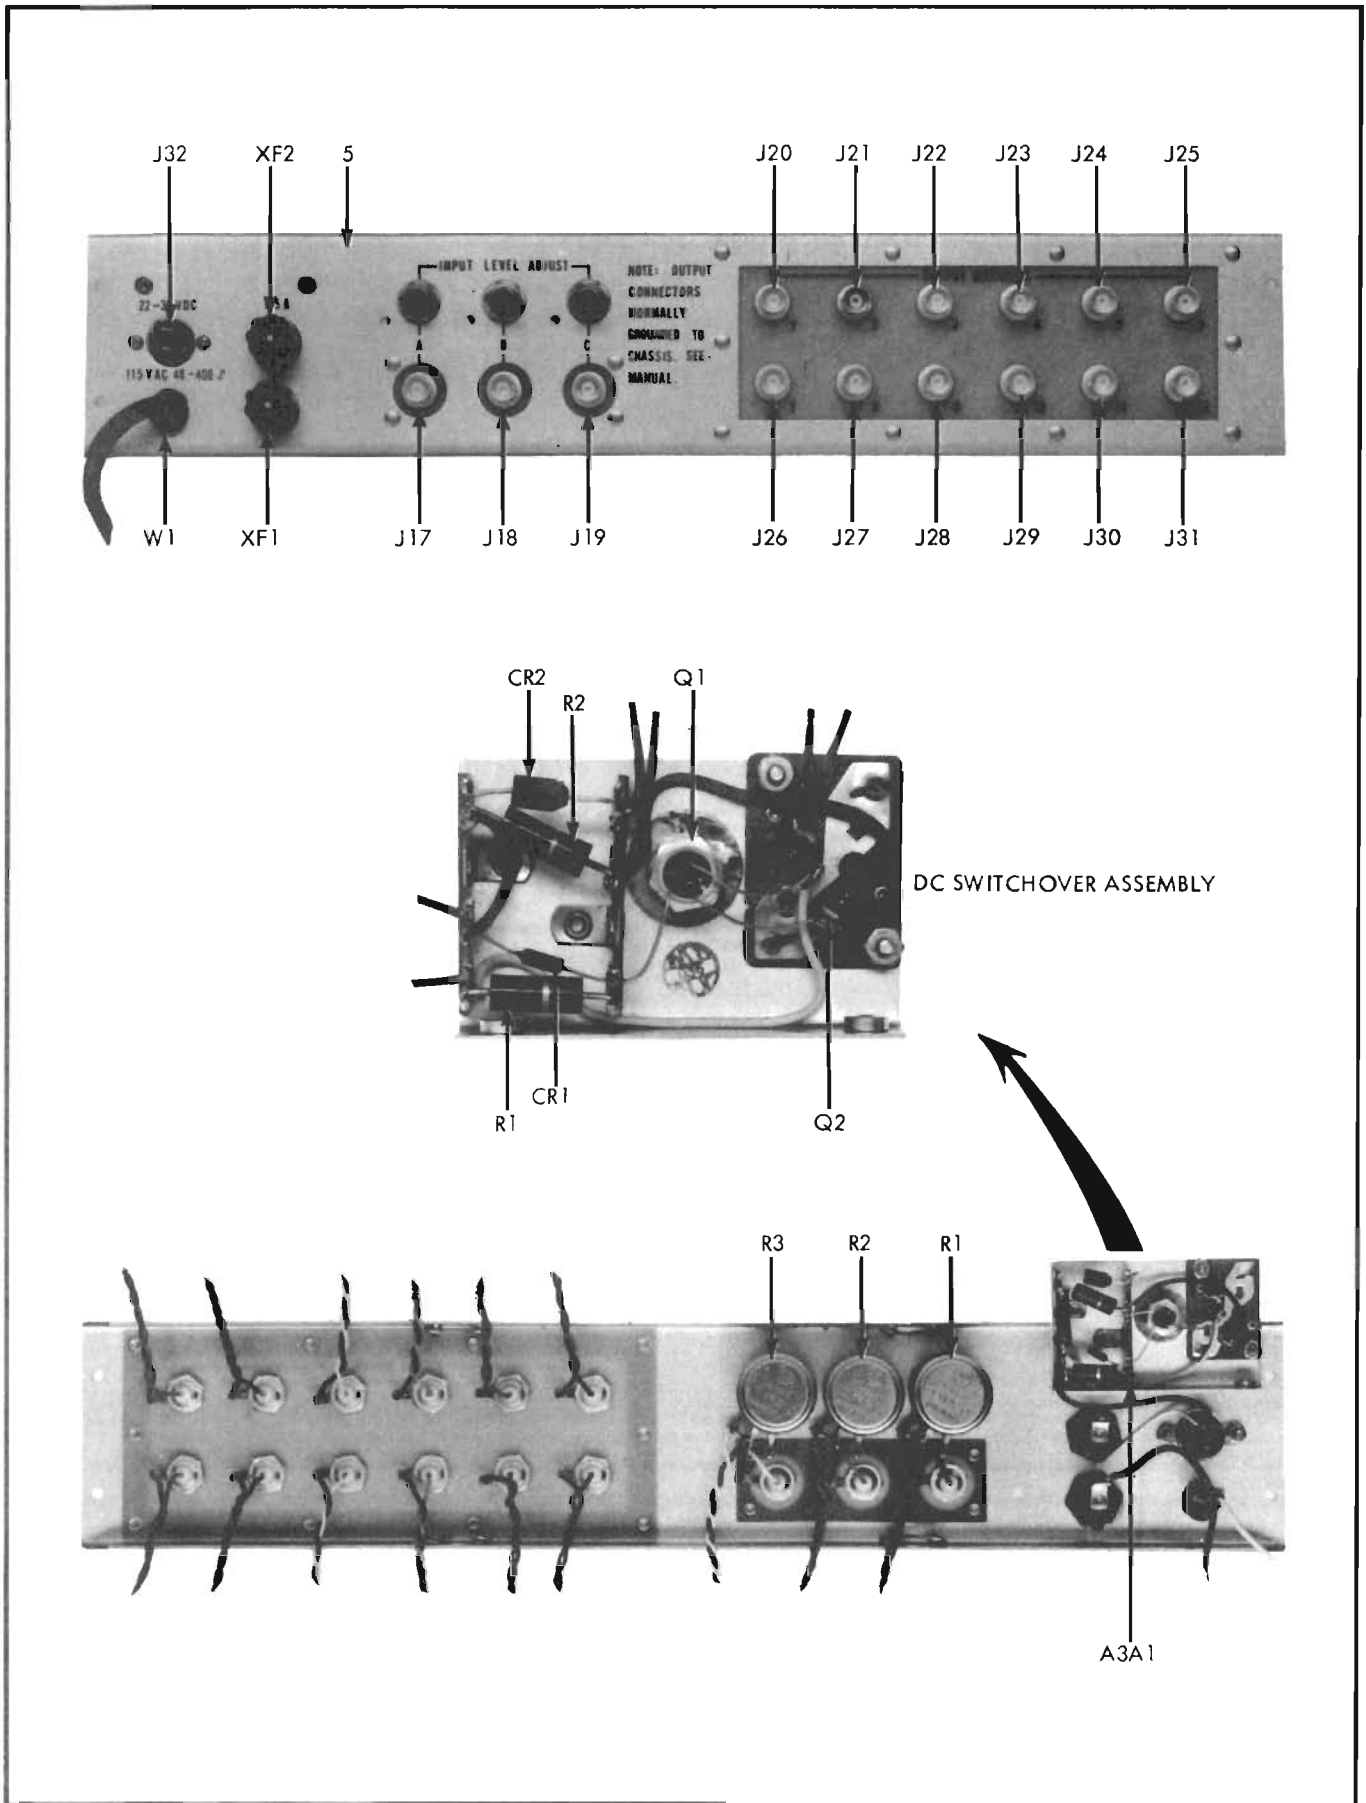 J32 XF2 5 J20 J21 J22 J23 J24 J25
INPUT LEVEL ADJUST
NOTE: OUTPUT
CONNECTORS
NORMALLY
GROUNDED TO
CHASSIS. SEE
MANUAL.
A B C
115 VAC 48-400
W1 XF1 J17 J18 J19 J26 J27 J28 J29 J30 J31
CR2 R2 Q1
DC SWITCHOVER ASSEMBLY
R1 CR1 Q2
R3 R2 R1
A3A1